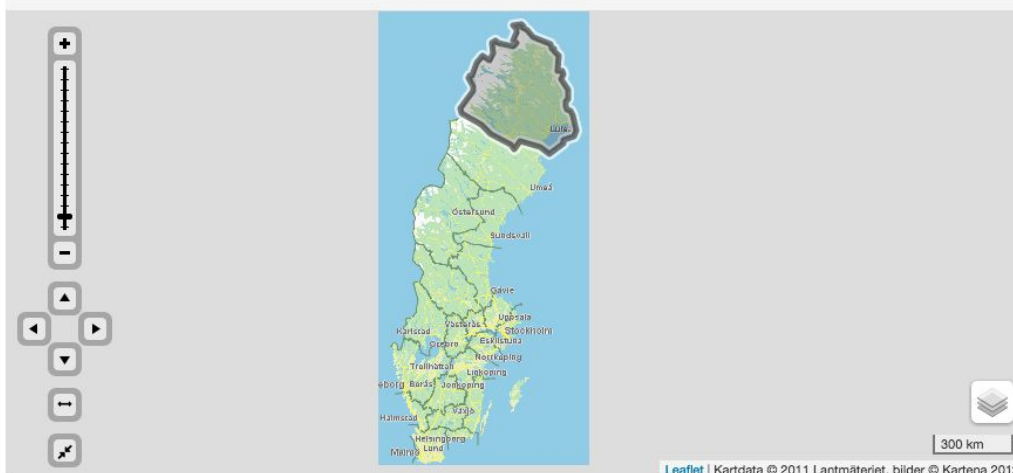 Umeå
Östersund
Sundsvall
Gävle
Uppsala
Karlstad Västerås
Stockholm
Örebro Eskilstuna
Norrköping
Trollhättan
Linköping
eborg Borås Jönköping
Växjö
Halmstad
Helsingborg
Lund
Malmö
300 km
Leaflet | Kartdata © 2011 Lantmäteriet, bilder © Kartena 201